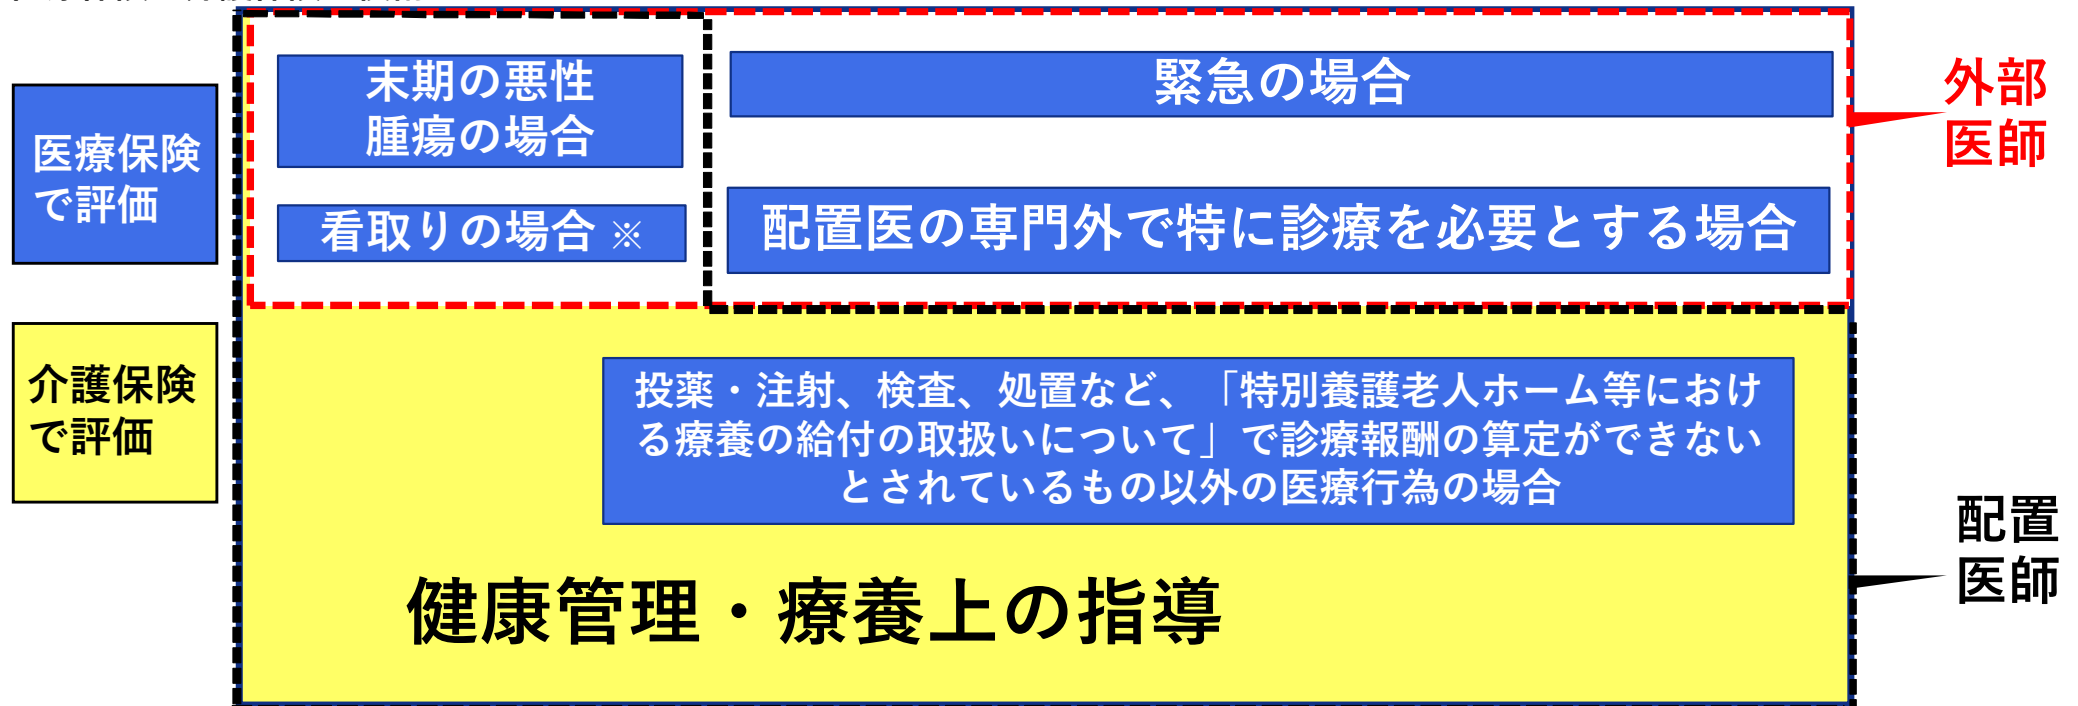 医療保険
で評価
介護保険
で評価
末期の悪性
腫瘍の場合
看取りの場合 ※
緊急の場合
配置医の専門外で特に診療を必要とする場合
外部
医師
投薬・注射、検査、処置など、「特別養護老人ホーム等におけ
る療養の給付の取扱いについて」で診療報酬の算定ができない
とされているもの以外の医療行為の場合
健康管理・療養上の指導
配置
医師